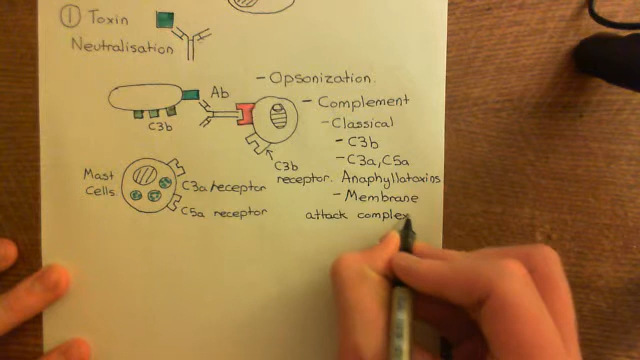 ① Toxin
Neutralisation
Ab
C3b
- Opsonization.
- Complement
- Classical
- C3b
- C3a, C5a
Anaphyllatoxins
- Membrane
attack complex
C3b
receptor.
Mast
Cells
C3a receptor
C5a receptor